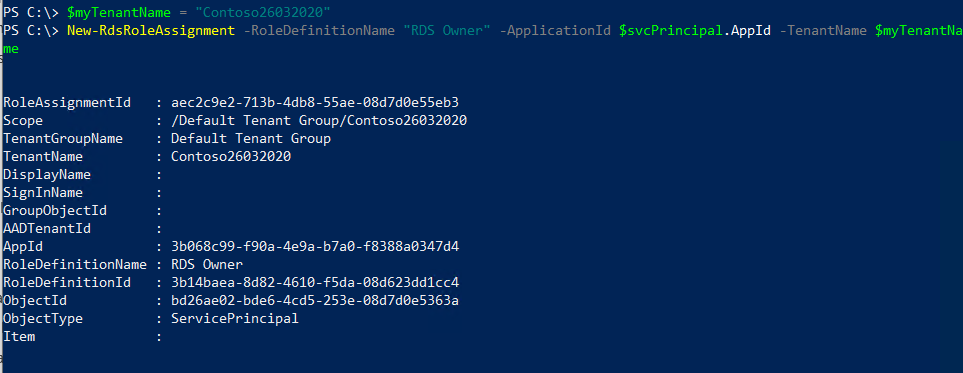 PS C:\> $myTenantName = "Contoso26032020"
PS C:\> New-RdsRoleAssignment -RoleDefinitionName "RDS Owner" -ApplicationId $svcPrincipal.AppId -TenantName $myTenantNa
me
RoleAssignmentId : aec2c9e2-713b-4db8-55ae-08d7d0e55eb3
Scope : /Default Tenant Group/Contoso26032020
TenantGroupName : Default Tenant Group
TenantName : Contoso26032020
DisplayName :
SignInName :
GroupObjectId :
AADTenantId :
AppId : 3b068c99-f90a-4e9a-b7a0-f8388a0347d4
RoleDefinitionName : RDS Owner
RoleDefinitionId : 3b14baea-8d82-4610-f5da-08d623dd1cc4
ObjectId : bd26ae02-bde6-4cd5-253e-08d7d0e5363a
ObjectType : ServicePrincipal
Item :